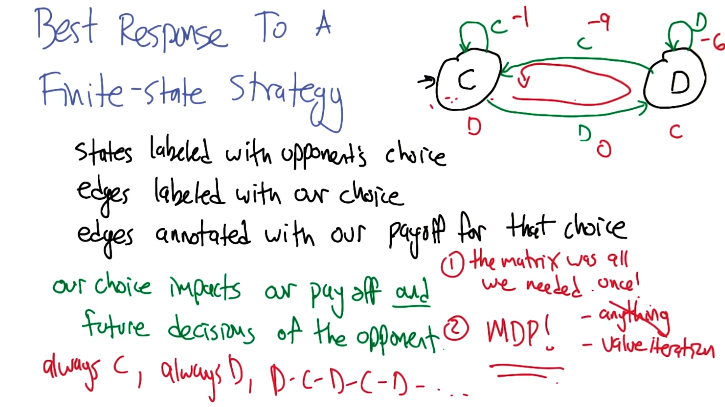 Best Response To A
Finite-state Strategy
C -1
C -9
D -6
C
D
D
D 0
C
states labeled with opponent's choice
edges labeled with our choice
edges annotated with our payoff for that choice
our choice impacts our payoff and
future decisions of the opponent.
always C, always D, D-C-D-C-D-...
① the matrix was all
we needed once!
② MDP!
- anything
- value iteration